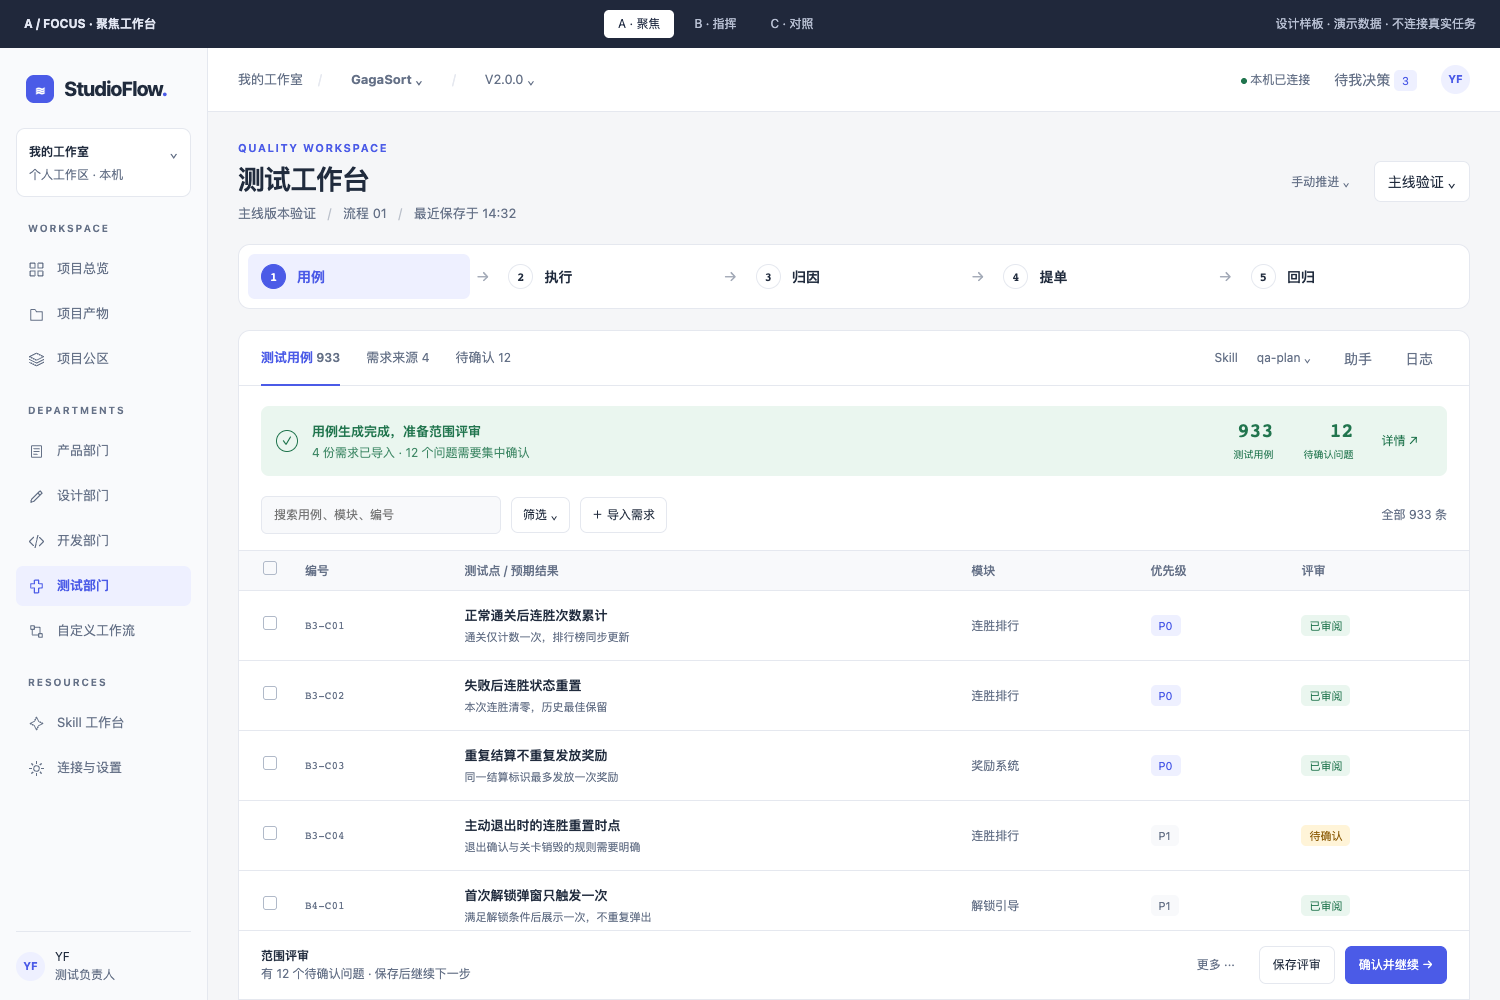 A / FOCUS · 聚焦工作台
A · 聚焦
B · 指挥
C · 对照
设计样板 · 演示数据 · 不连接真实任务
StudioFlow.
我的工作室
个人工作区 · 本机
WORKSPACE
项目总览
项目产物
项目公区
DEPARTMENTS
产品部门
设计部门
开发部门
测试部门
自定义工作流
RESOURCES
Skill 工作台
连接与设置
YF
YF
测试负责人
我的工作室 / GagaSort / V2.0.0
本机已连接
待我决策 3
YF
QUALITY WORKSPACE
测试工作台
主线版本验证 / 流程 01 / 最近保存于 14:32
手动推进
主线验证
1 用例 → 2 执行 → 3 归因 → 4 提单 → 5 回归
测试用例 933
需求来源 4
待确认 12
Skill qa-plan
助手
日志
用例生成完成，准备范围评审
4 份需求已导入 · 12 个问题需要集中确认
933
测试用例
12
待确认问题
详情 ↗
搜索用例、模块、编号
筛选
+ 导入需求
全部 933 条
编号 测试点 / 预期结果 模块 优先级 评审
B3-C01 正常通关后连胜次数累计 连胜排行 P0 已审阅
通关仅计数一次，排行榜同步更新
B3-C02 失败后连胜状态重置 连胜排行 P0 已审阅
本次连胜清零，历史最佳保留
B3-C03 重复结算不重复发放奖励 奖励系统 P0 已审阅
同一结算标识最多发放一次奖励
B3-C04 主动退出时的连胜重置时点 连胜排行 P1 待确认
退出确认与关卡销毁的规则需要明确
B4-C01 首次解锁弹窗只触发一次 解锁引导 P1 已审阅
满足解锁条件后展示一次，不重复弹出
范围评审
有 12 个待确认问题 · 保存后继续下一步
更多 ···
保存评审
确认并继续 →